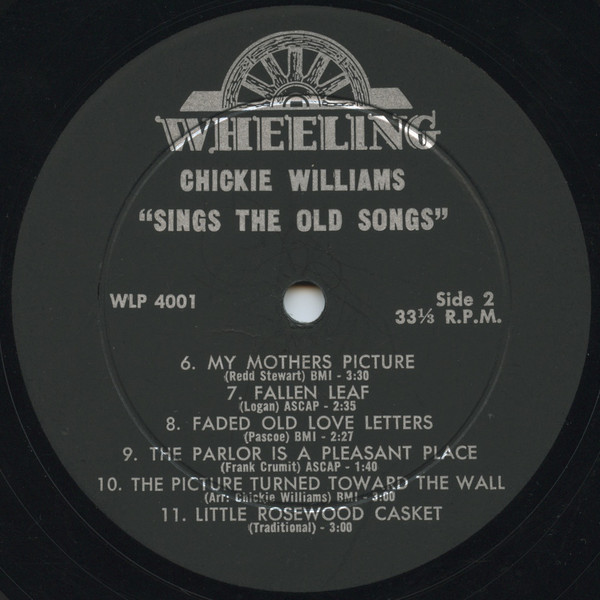 WHEELING
CHICKIE WILLIAMS
“SINGS THE OLD SONGS”
WLP 4001
Side 2
33⅓ R.P.M.
6. MY MOTHERS PICTURE
(Redd Stewart) BMI - 3:30
7. FALLEN LEAF
(Logan) ASCAP - 2:35
8. FADED OLD LOVE LETTERS
(Pascoe) BMI - 2:27
9. THE PARLOR IS A PLEASANT PLACE
(Frank Crumit) ASCAP - 1:40
10. THE PICTURE TURNED TOWARD THE WALL
(Arr: Chickie Williams) BMI - 3:00
11. LITTLE ROSEWOOD CASKET
(Traditional) - 3:00